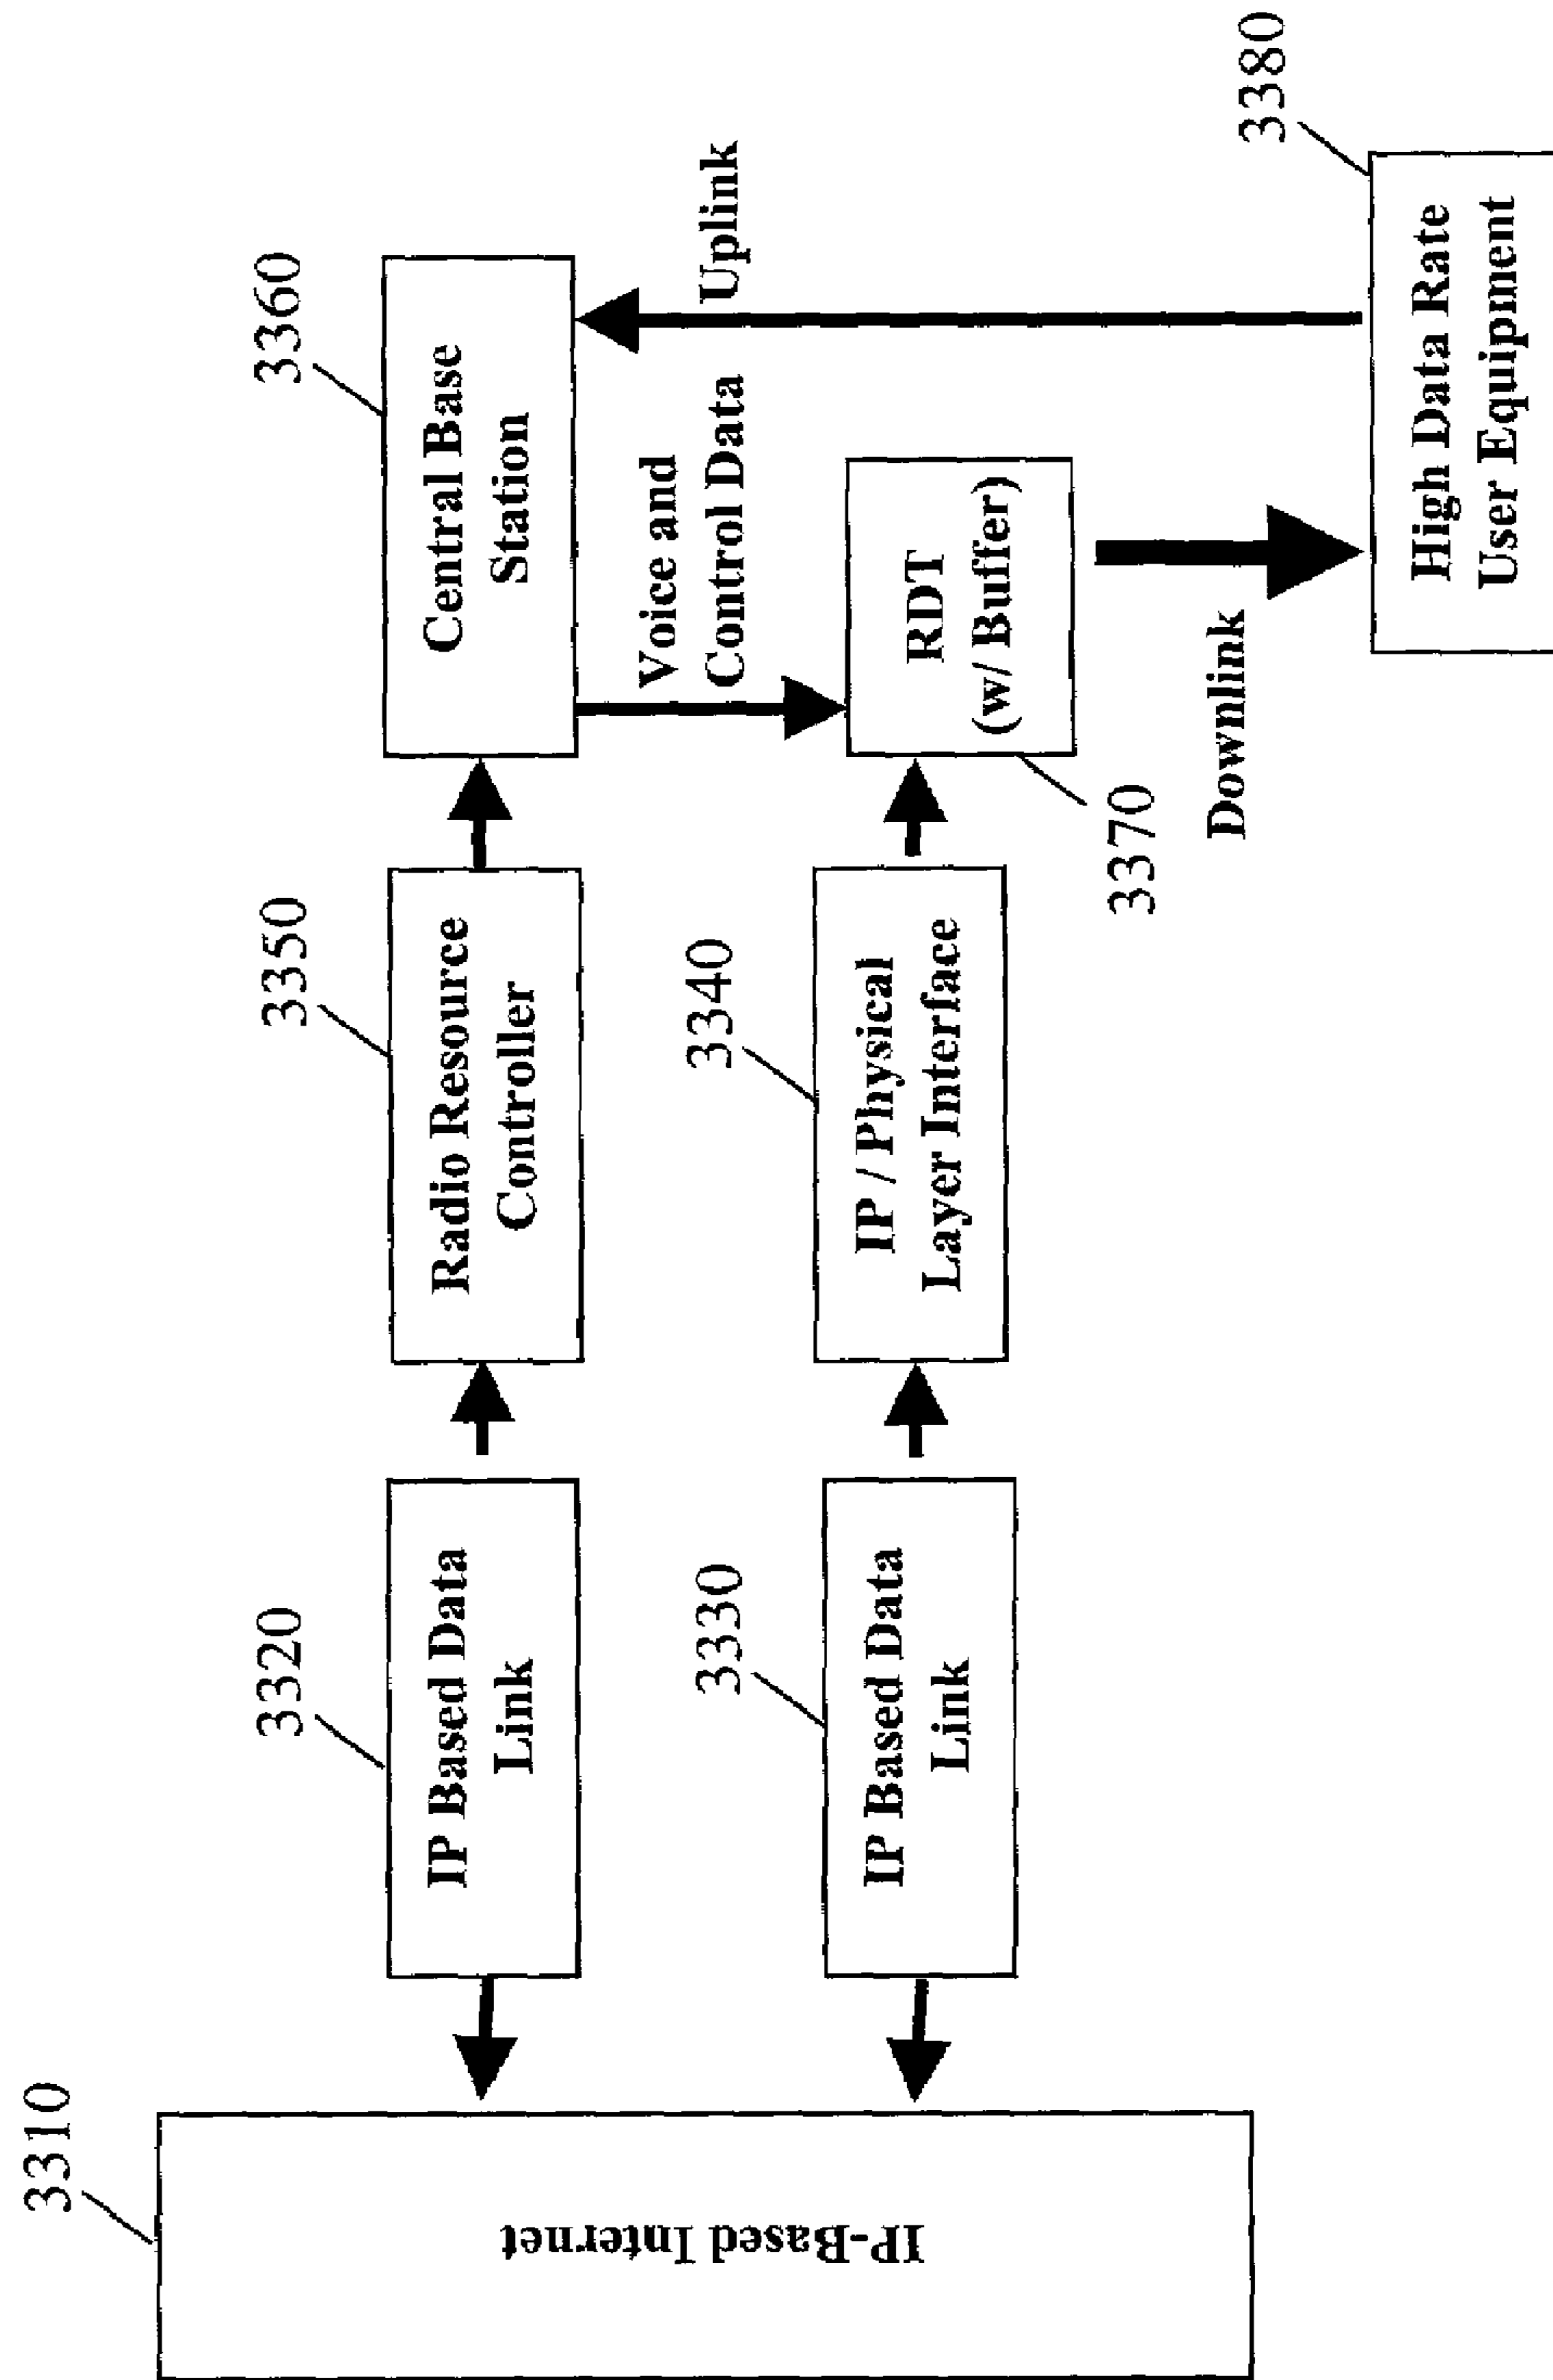 3310
IP-Based Internet
3320
IP Based Data
Link
3330
IP Based Data
Link
3350
Radio Resource
Controller
3340
IP / Physical
Layer Interface
3360
Central Base
Station
Voice and
Control Data
Uplink
RDT
(w/ Buffer)
3370
Downlink
3380
High Data Rate
User Equipment